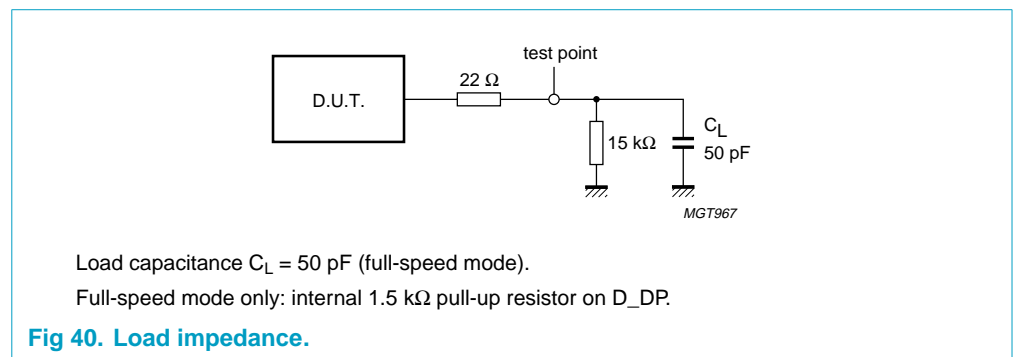 test point
22 Ω
D.U.T.
15 kΩ
C_L
50 pF
MGT967
Load capacitance C_L = 50 pF (full-speed mode).
Full-speed mode only: internal 1.5 kΩ pull-up resistor on D_DP.
Fig 40. Load impedance.